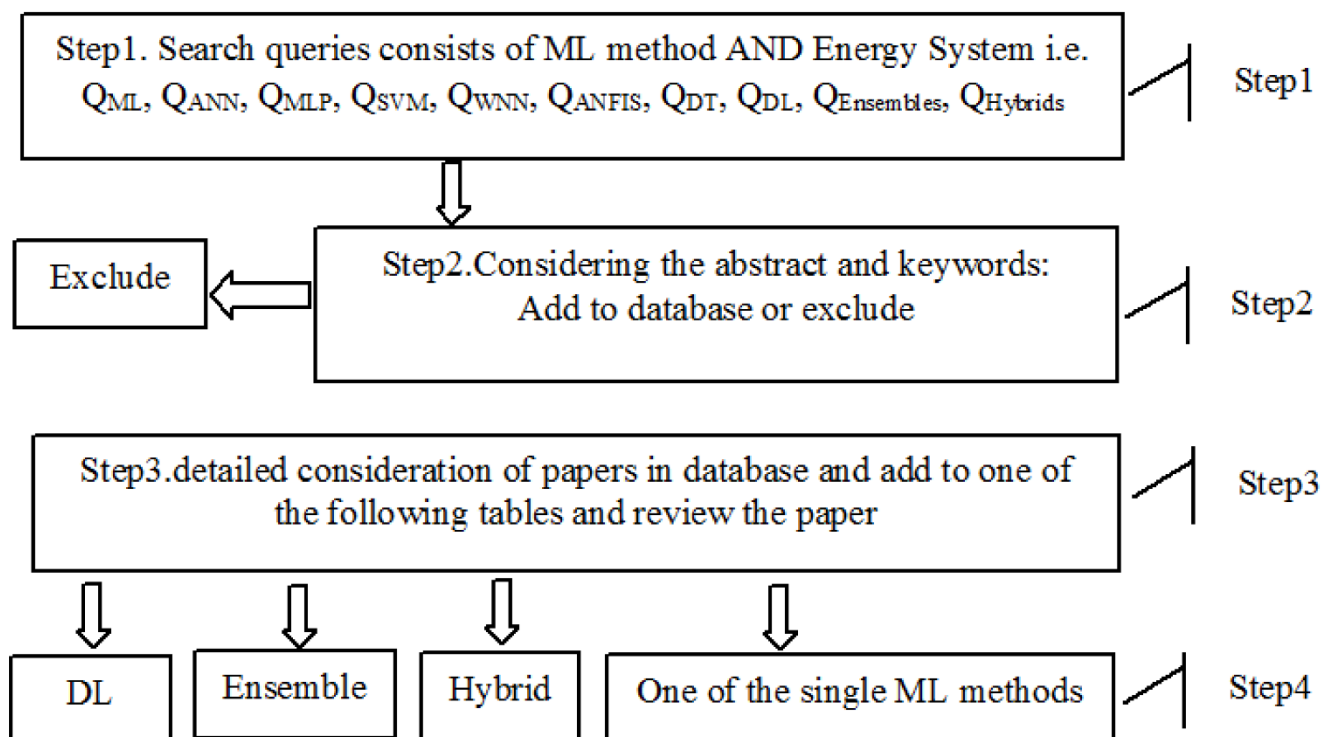 Step1. Search queries consists of ML method AND Energy System i.e.
QML, QANN, QMLP, QSVM, QWNN, QANFIS, QDT, QDL, QEnsembles, QHybrids
Step1
Exclude
Step2.Considering the abstract and keywords:
Add to database or exclude
Step2
Step3.detailed consideration of papers in database and add to one of
the following tables and review the paper
Step3
DL
Ensemble
Hybrid
One of the single ML methods
Step4